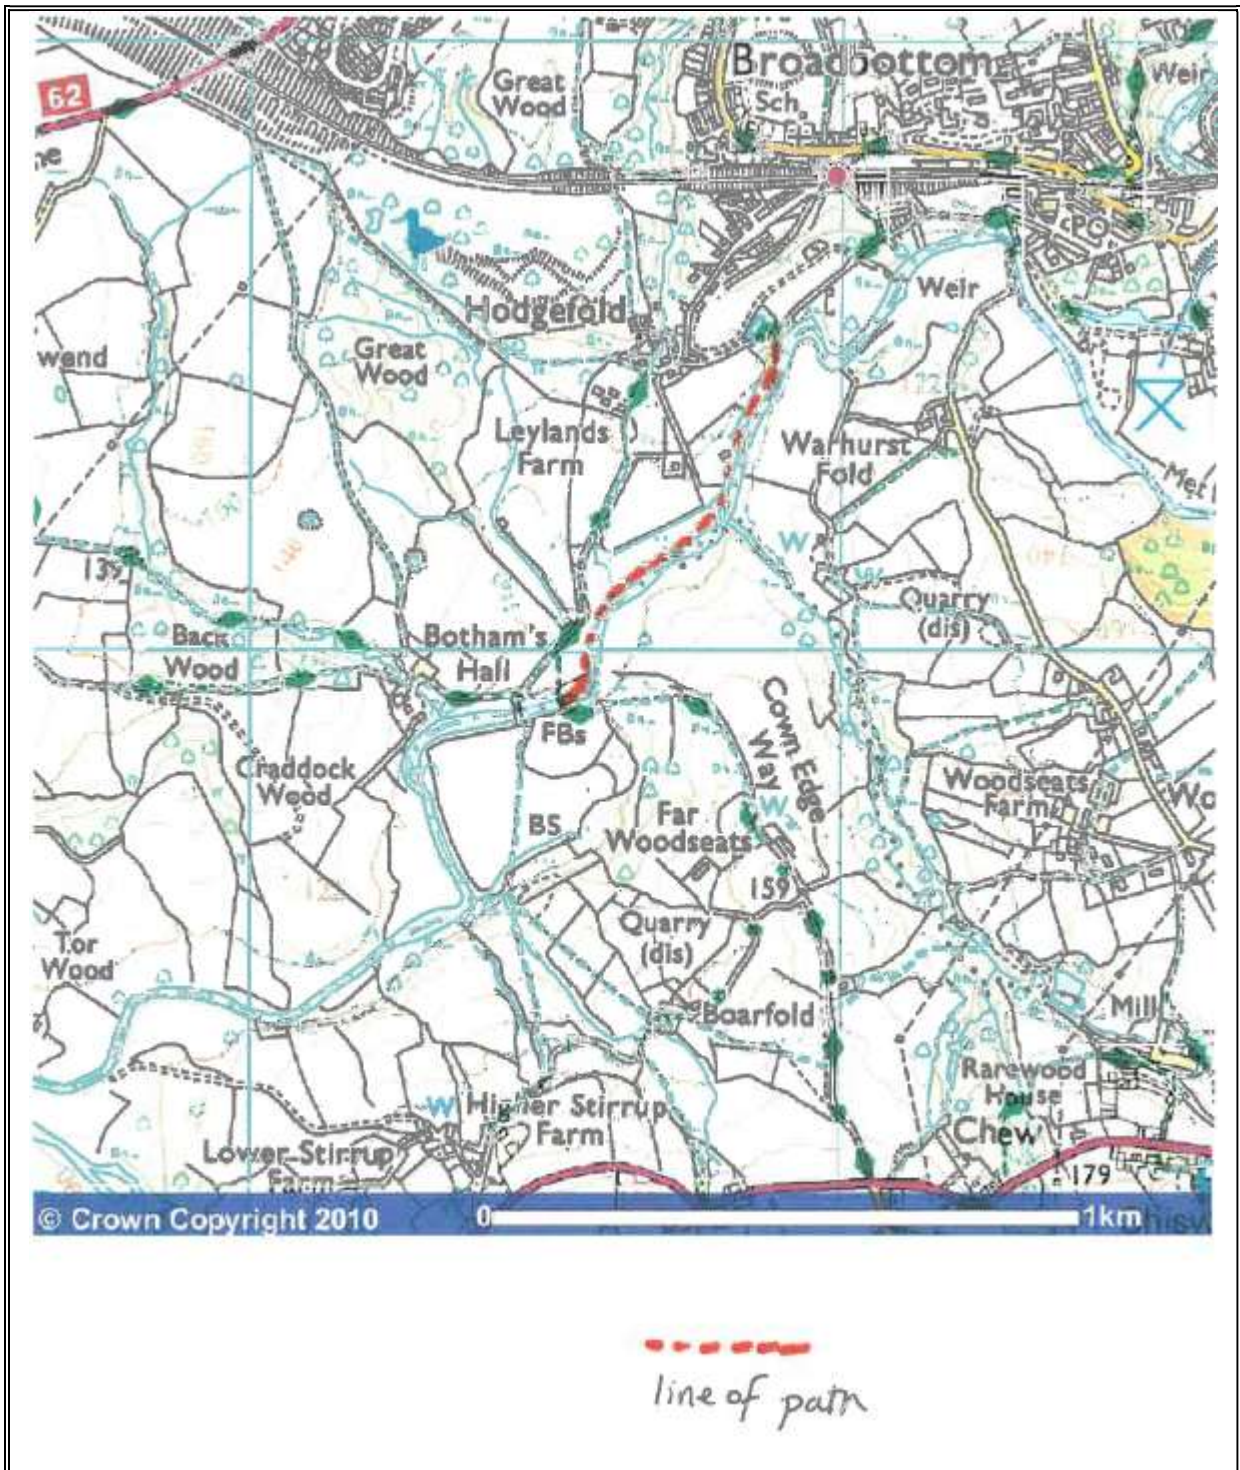 Broadbottom
Great
Wood
Sch
Weir
62
PO
Hodgefold
Weir
Great
Wood
Leylands
Farm
Warhurst
Fold
W
139
Quarry
(dis)
Back
Wood
Botham's
Hall
FBs
Cown Edge
Way
Craddock
Wood
Woodseats
Farm
W
BS
Far
Woodseats
159
Quarry
(dis)
Tor
Wood
Boarfold
Mill
Rarewood
House
W
Higher Stirrup
Farm
Chew
Lower Stirrup
Farm
179
© Crown Copyright 2010
0
1km
line of path